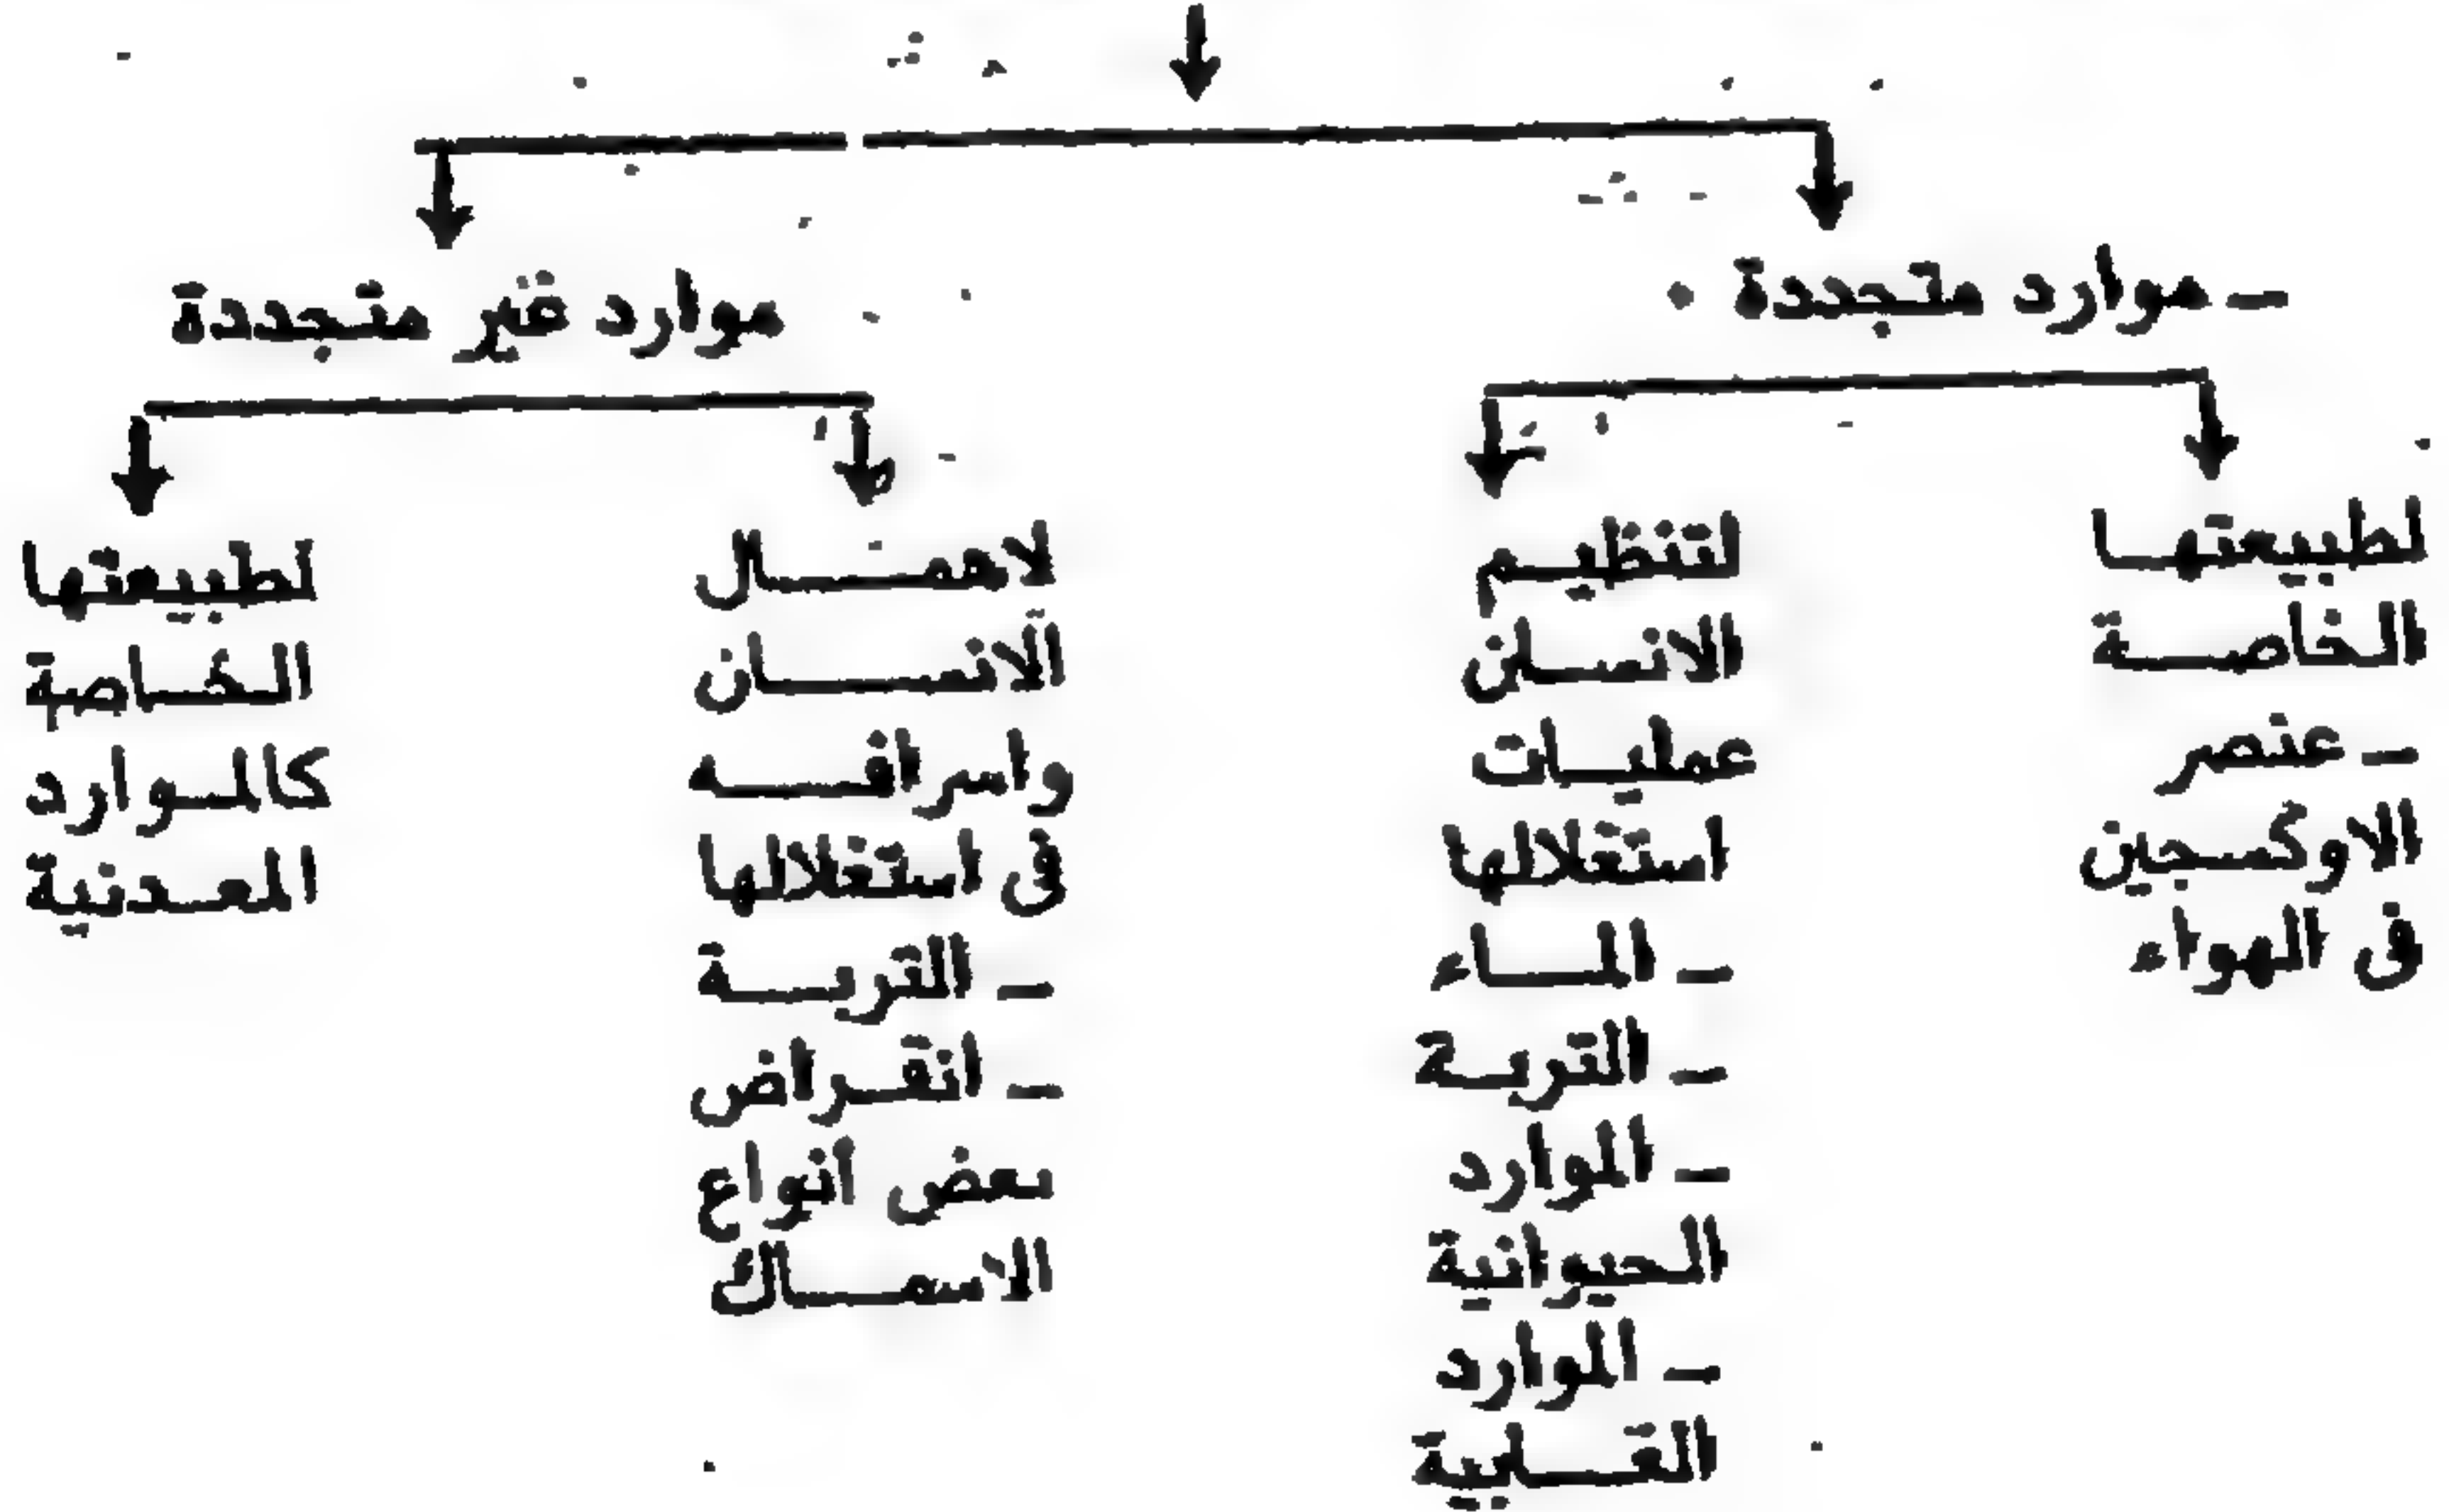 – موارد متجددة .
موارد غير متجددة
لطبيعتها
الخاصة
– عنصر
الاوكسجين
فى الهواء
لتنظيم
الانسان
عمليات
استغلالها
– الماء
– التربة
– الموارد
الحيوانية
– الموارد
الغابية
لاهمال
الانسان
واسرافه
فى استغلالها
– التربة
– انقراض
بعض أنواع
الاسماك
لطبيعتها
الخاصة
كالموارد
المعدنية